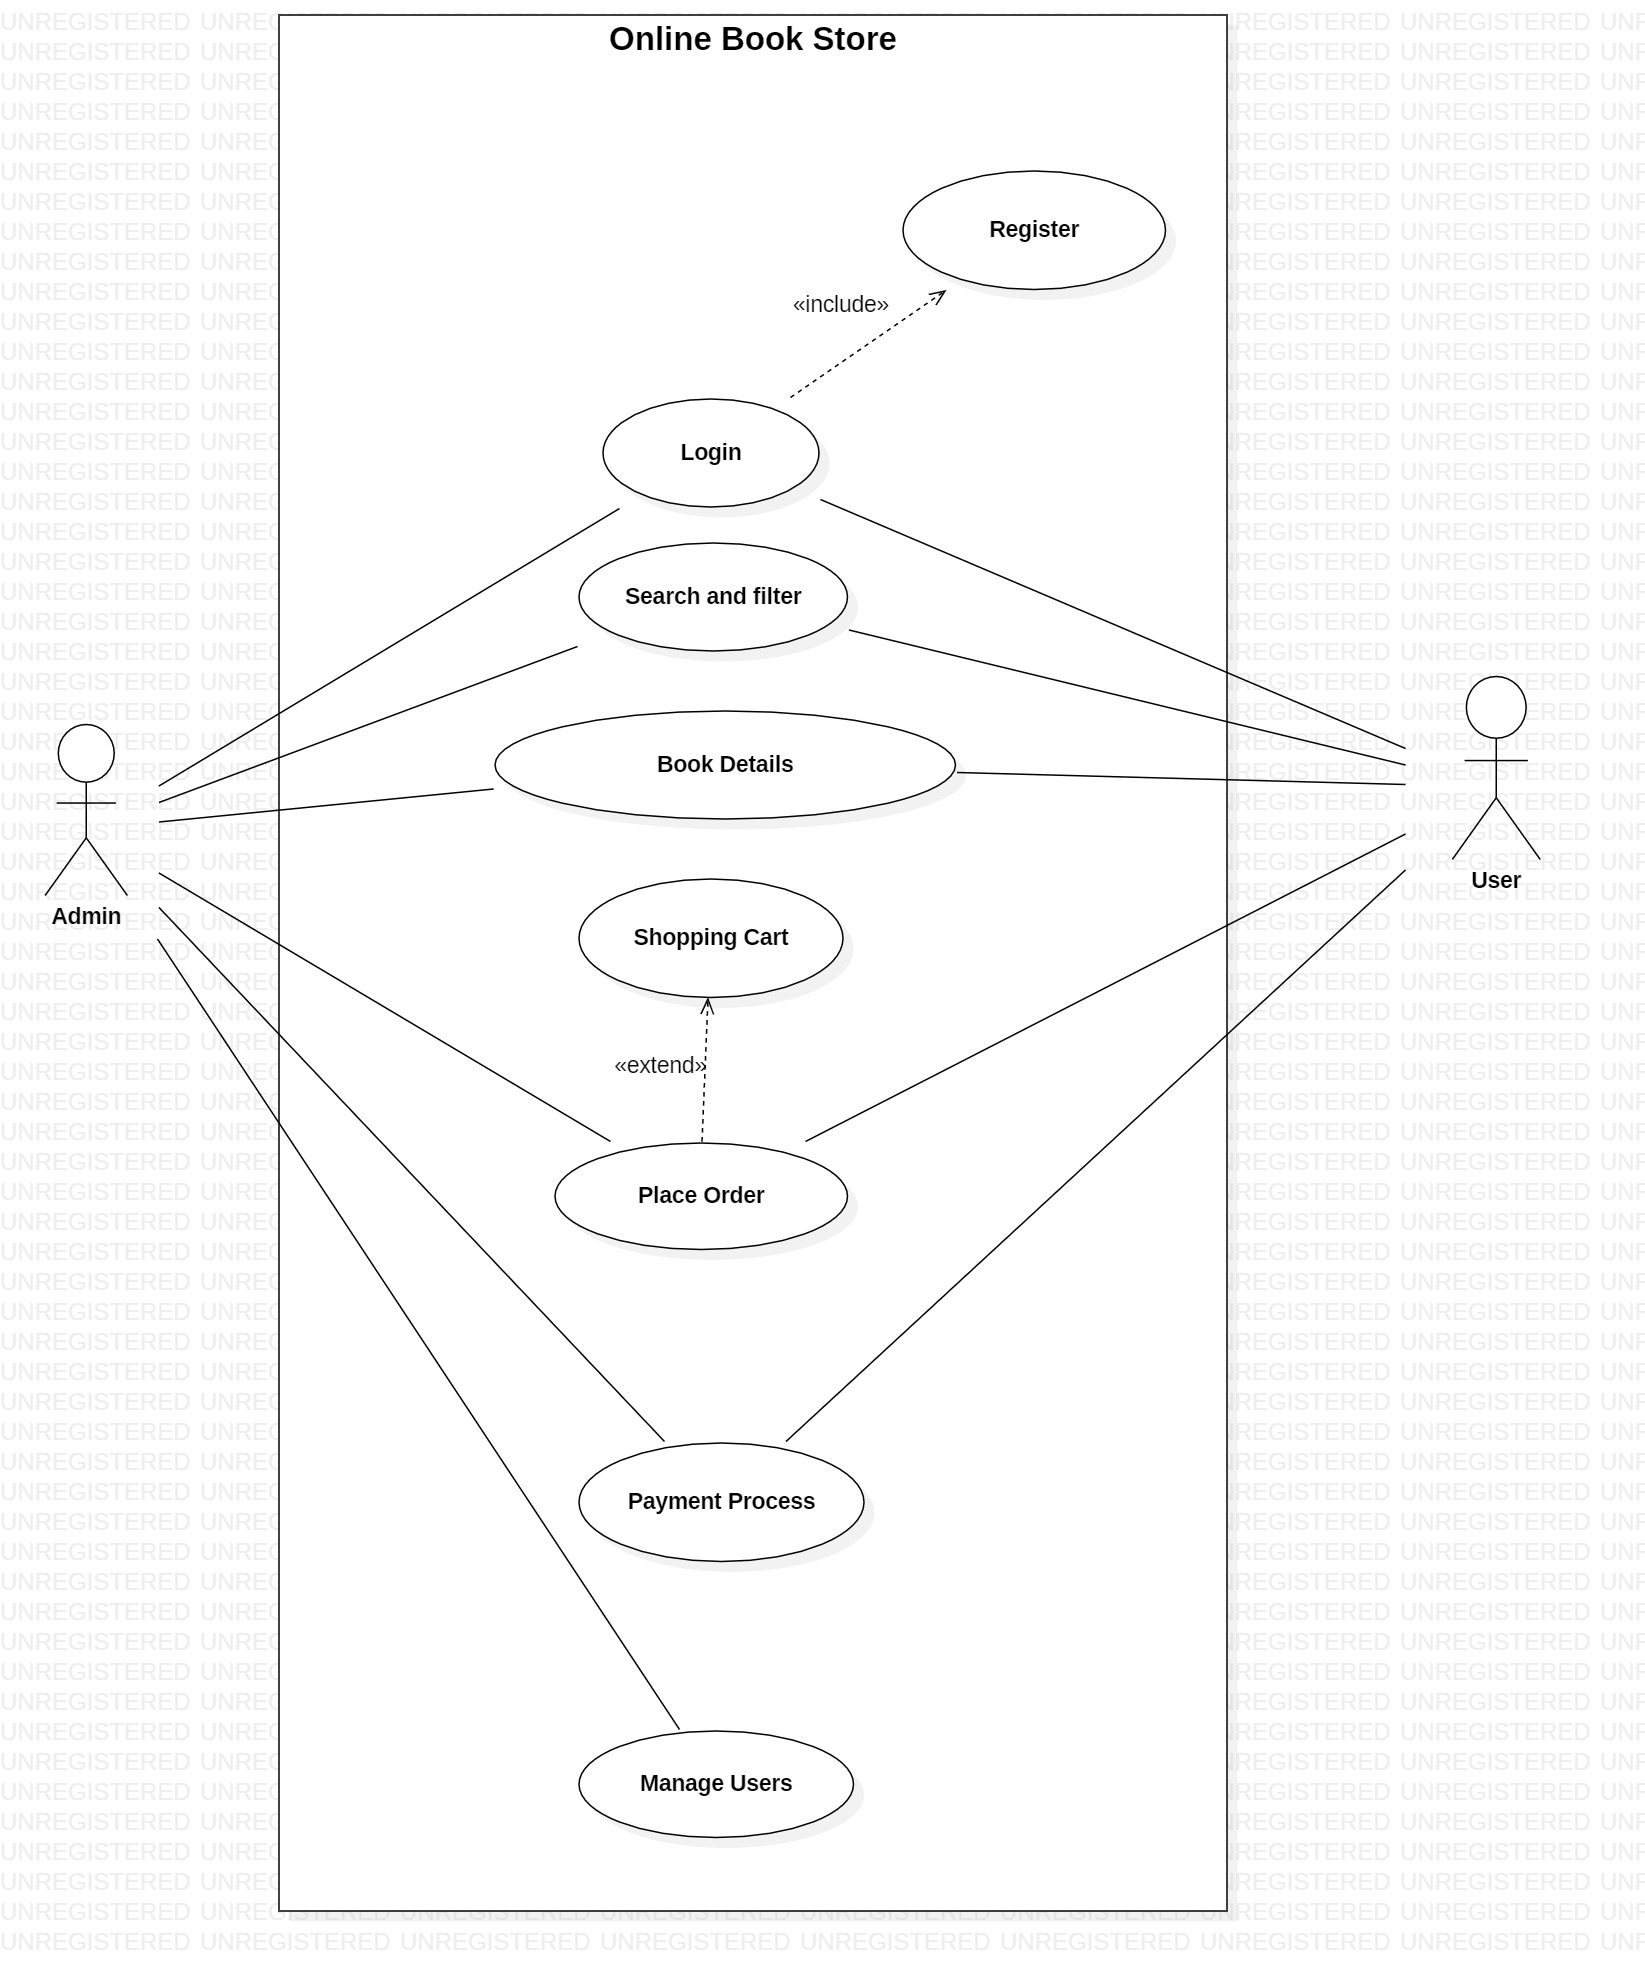 Online Book Store
Register
«include»
Login
Search and filter
Book Details
Admin
User
Shopping Cart
«extend»
Place Order
Payment Process
Manage Users
UNREGISTERED UNREGISTERED UNREGISTERED UNREGISTERED UNREGISTERED UNREGISTERED UNREGISTERED UNREGISTERED UNR